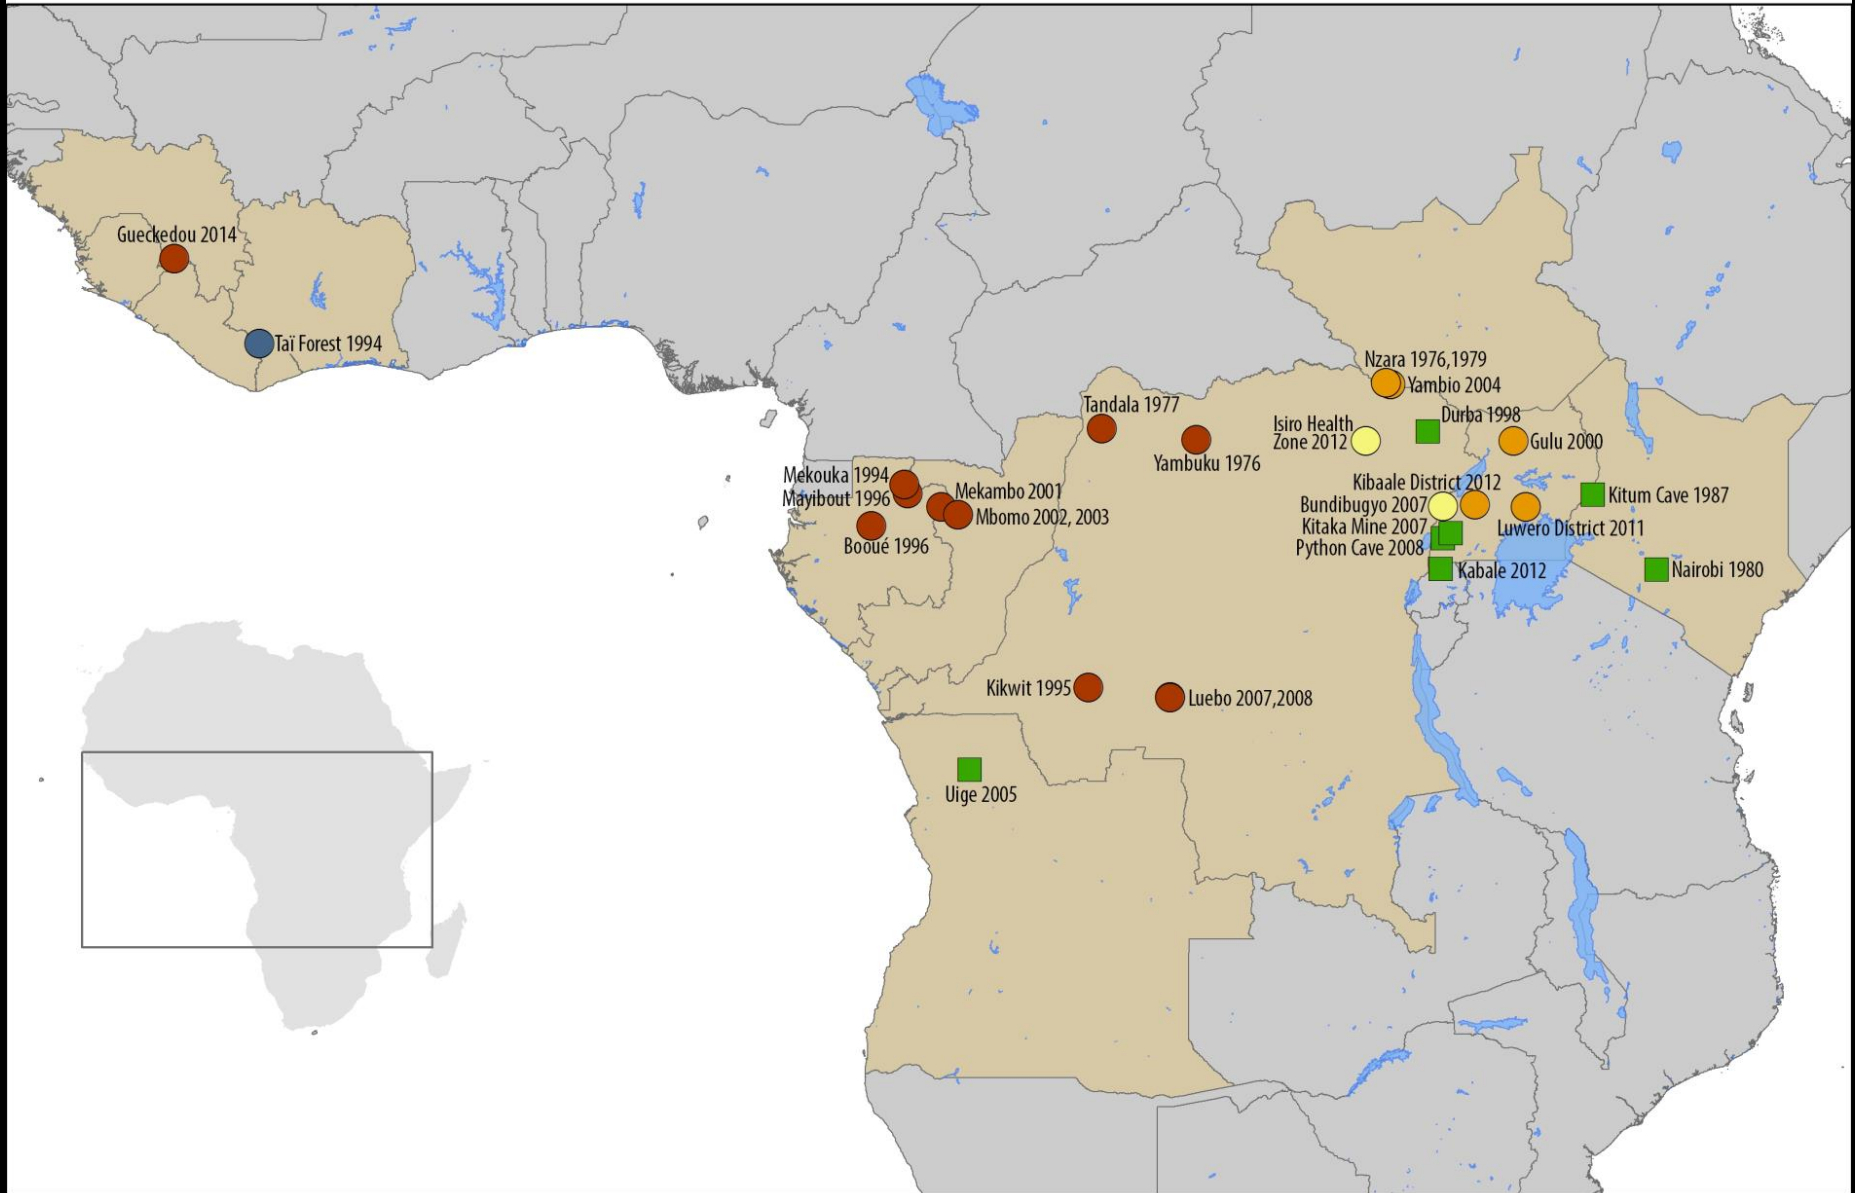 Gueckedou 2014
Taï Forest 1994
Nzara 1976,1979
Yambio 2004
Tandala 1977
Durba 1998
Isiro Health
Zone 2012
Gulu 2000
Yambuku 1976
Mekouka 1994
Kibaale District 2012
Mekambo 2001
Mayibout 1996
Kitum Cave 1987
Bundibugyo 2007
Mbomo 2002, 2003
Kitaka Mine 2007
Luwero District 2011
Booué 1996
Python Cave 2008
Kabale 2012
Nairobi 1980
Kikwit 1995
Luebo 2007,2008
Uige 2005